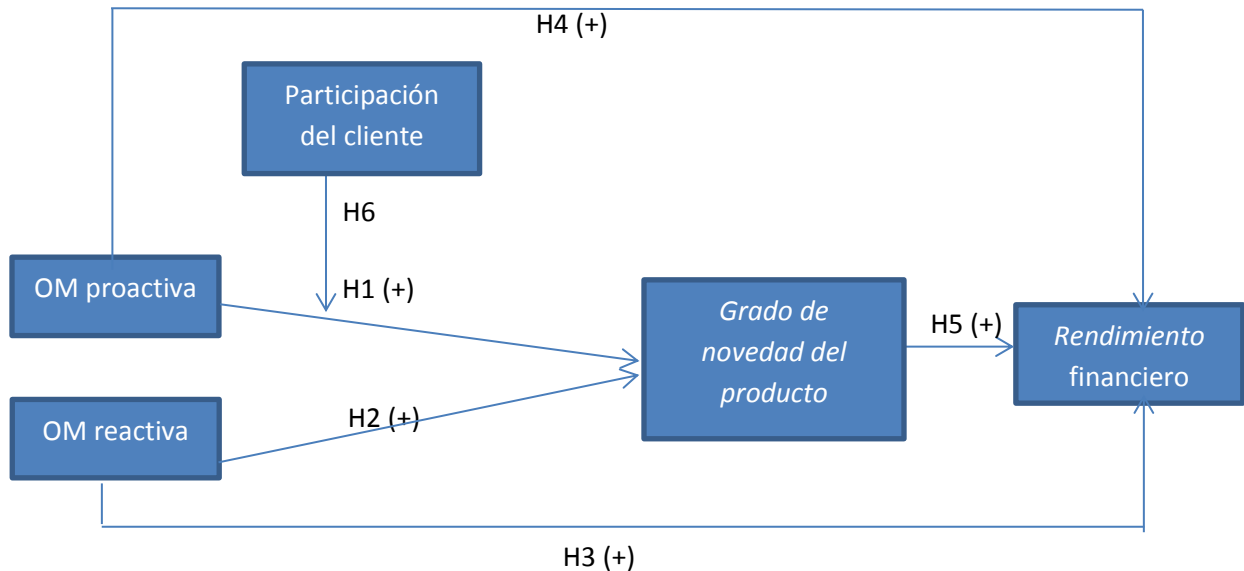 H4 (+)
Participación
del cliente
H6
OM proactiva
H1 (+)
Grado de
novedad del
producto
H5 (+)
Rendimiento
financiero
OM reactiva
H2 (+)
H3 (+)